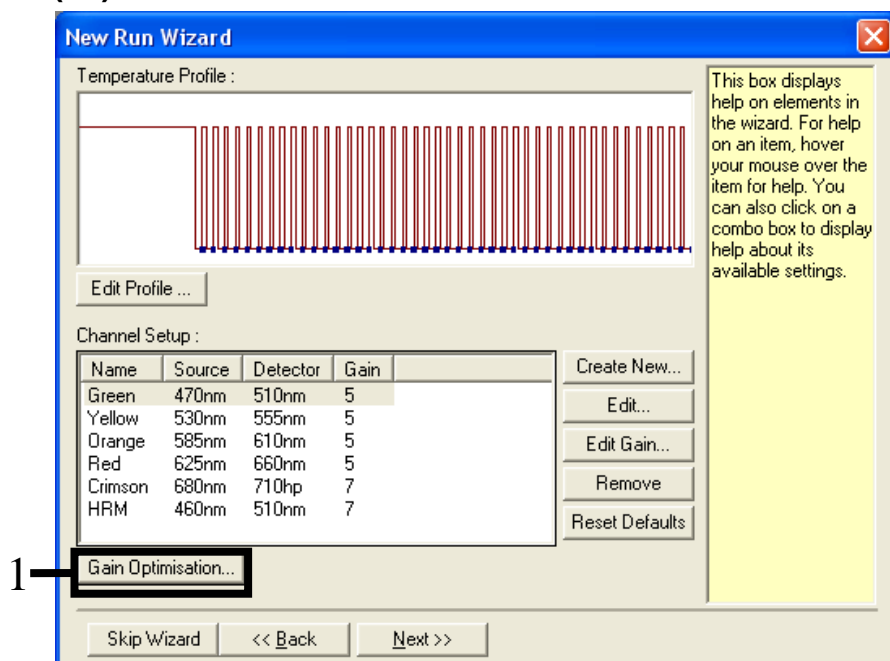 New Run Wizard
Temperature Profile :
This box displays
help on elements in
the wizard. For help
on an item, hover
your mouse over the
item for help. You
can also click on a
combo box to display
help about its
available settings.
Edit Profile ...
Channel Setup :
Name Source Detector Gain
Green 470nm 510nm 5
Yellow 530nm 555nm 5
Orange 585nm 610nm 5
Red 625nm 660nm 5
Crimson 680nm 710hp 7
HRM 460nm 510nm 7
Create New...
Edit...
Edit Gain...
Remove
Reset Defaults
1
Gain Optimisation...
Skip Wizard << Back Next >>